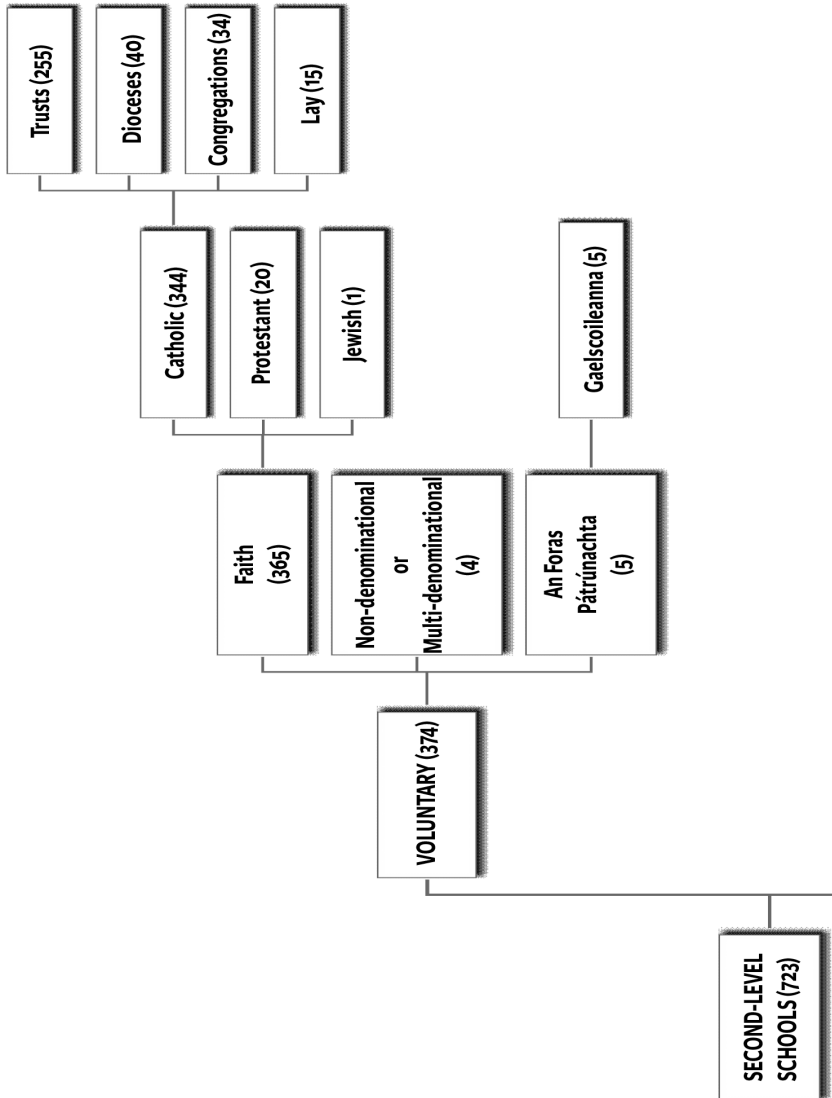 SECOND-LEVEL
SCHOOLS (723)
VOLUNTARY (374)
Faith
(365)
Non-denominational
or
Multi-denominational
(4)
An Foras
Pátrúnachta
(5)
Catholic (344)
Protestant (20)
Jewish (1)
Gaelscoileanna (5)
Trusts (255)
Dioceses (40)
Congregations (34)
Lay (15)